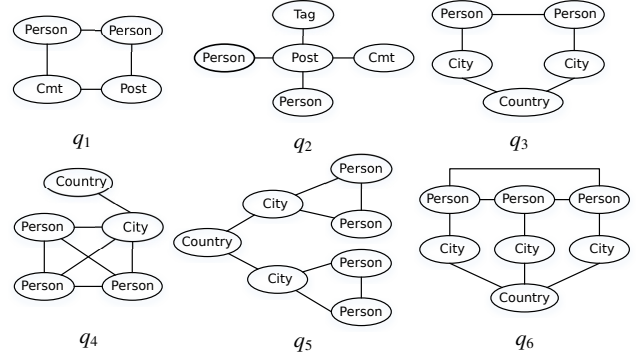 Person Person
Cmt Post
q1
Tag
Person Post Cmt
Person
q2
Person Person
City City
Country
q3
Country
Person City
Person Person
q4
Person
City
Person
Country
Person
City
Person
q5
Person Person Person
City City City
Country
q6